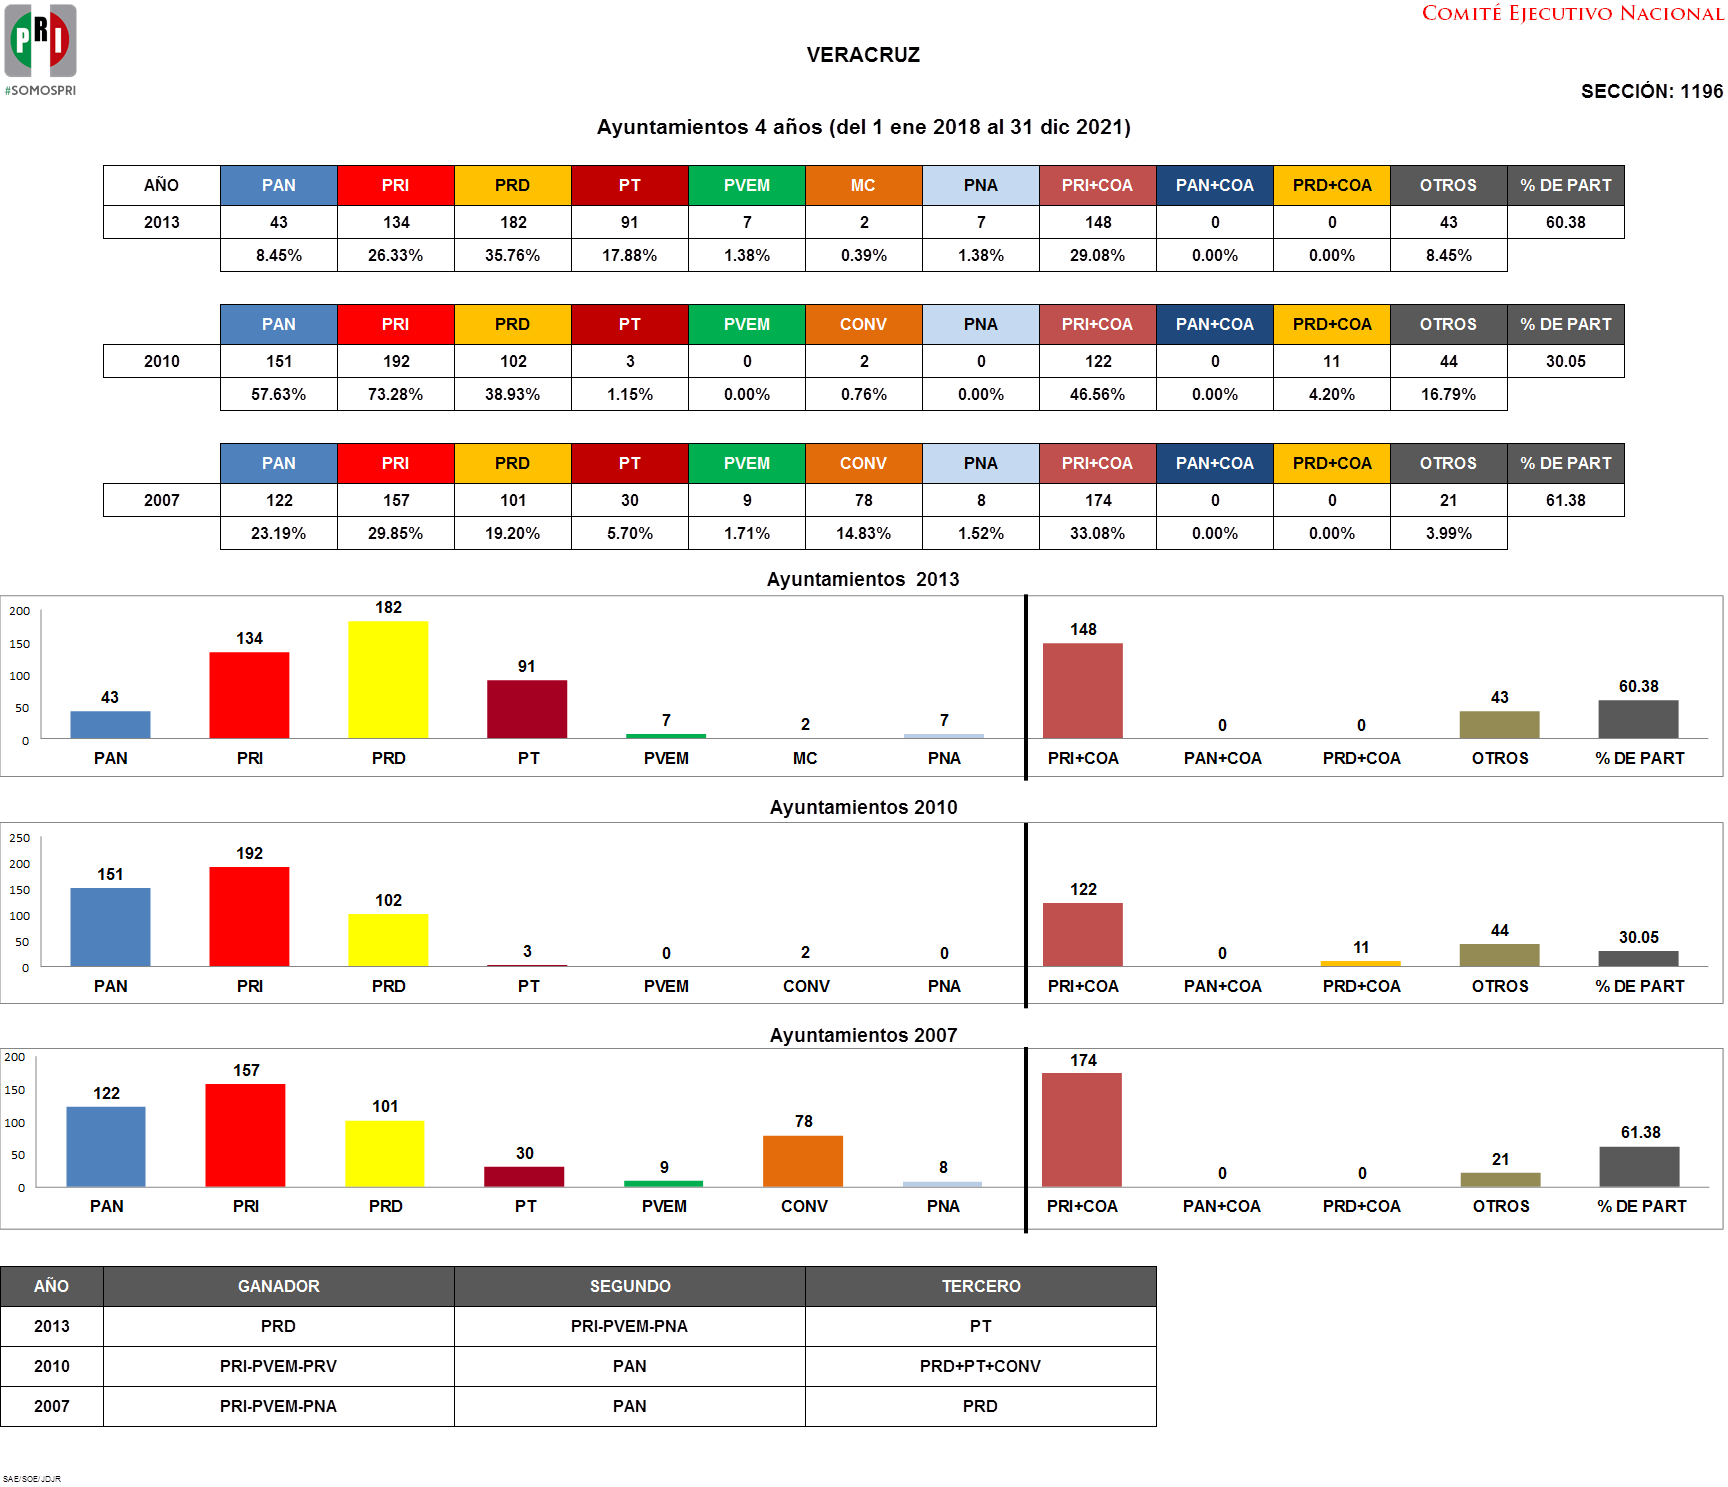 PRI
#SOMOSPRI
COMITÉ EJECUTIVO NACIONAL
VERACRUZ
SECCIÓN: 1196
Ayuntamientos 4 años (del 1 ene 2018 al 31 dic 2021)
AÑO PAN PRI PRD PT PVEM MC PNA PRI+COA PAN+COA PRD+COA OTROS % DE PART
2013 43 134 182 91 7 2 7 148 0 0 43 60.38
8.45% 26.33% 35.76% 17.88% 1.38% 0.39% 1.38% 29.08% 0.00% 0.00% 8.45%
PAN PRI PRD PT PVEM CONV PNA PRI+COA PAN+COA PRD+COA OTROS % DE PART
2010 151 192 102 3 0 2 0 122 0 11 44 30.05
57.63% 73.28% 38.93% 1.15% 0.00% 0.76% 0.00% 46.56% 0.00% 4.20% 16.79%
PAN PRI PRD PT PVEM CONV PNA PRI+COA PAN+COA PRD+COA OTROS % DE PART
2007 122 157 101 30 9 78 8 174 0 0 21 61.38
23.19% 29.85% 19.20% 5.70% 1.71% 14.83% 1.52% 33.08% 0.00% 0.00% 3.99%
Ayuntamientos 2013
200
150
100
50
0
43 134 182 91 7 2 7 148 0 0 43 60.38
PAN PRI PRD PT PVEM MC PNA PRI+COA PAN+COA PRD+COA OTROS % DE PART
Ayuntamientos 2010
250
200
150
100
50
0
151 192 102 3 0 2 0 122 0 11 44 30.05
PAN PRI PRD PT PVEM CONV PNA PRI+COA PAN+COA PRD+COA OTROS % DE PART
Ayuntamientos 2007
200
150
100
50
0
122 157 101 30 9 78 8 174 0 0 21 61.38
PAN PRI PRD PT PVEM CONV PNA PRI+COA PAN+COA PRD+COA OTROS % DE PART
AÑO GANADOR SEGUNDO TERCERO
2013 PRD PRI-PVEM-PNA PT
2010 PRI-PVEM-PRV PAN PRD+PT+CONV
2007 PRI-PVEM-PNA PAN PRD
SAE/SOE/JDJR